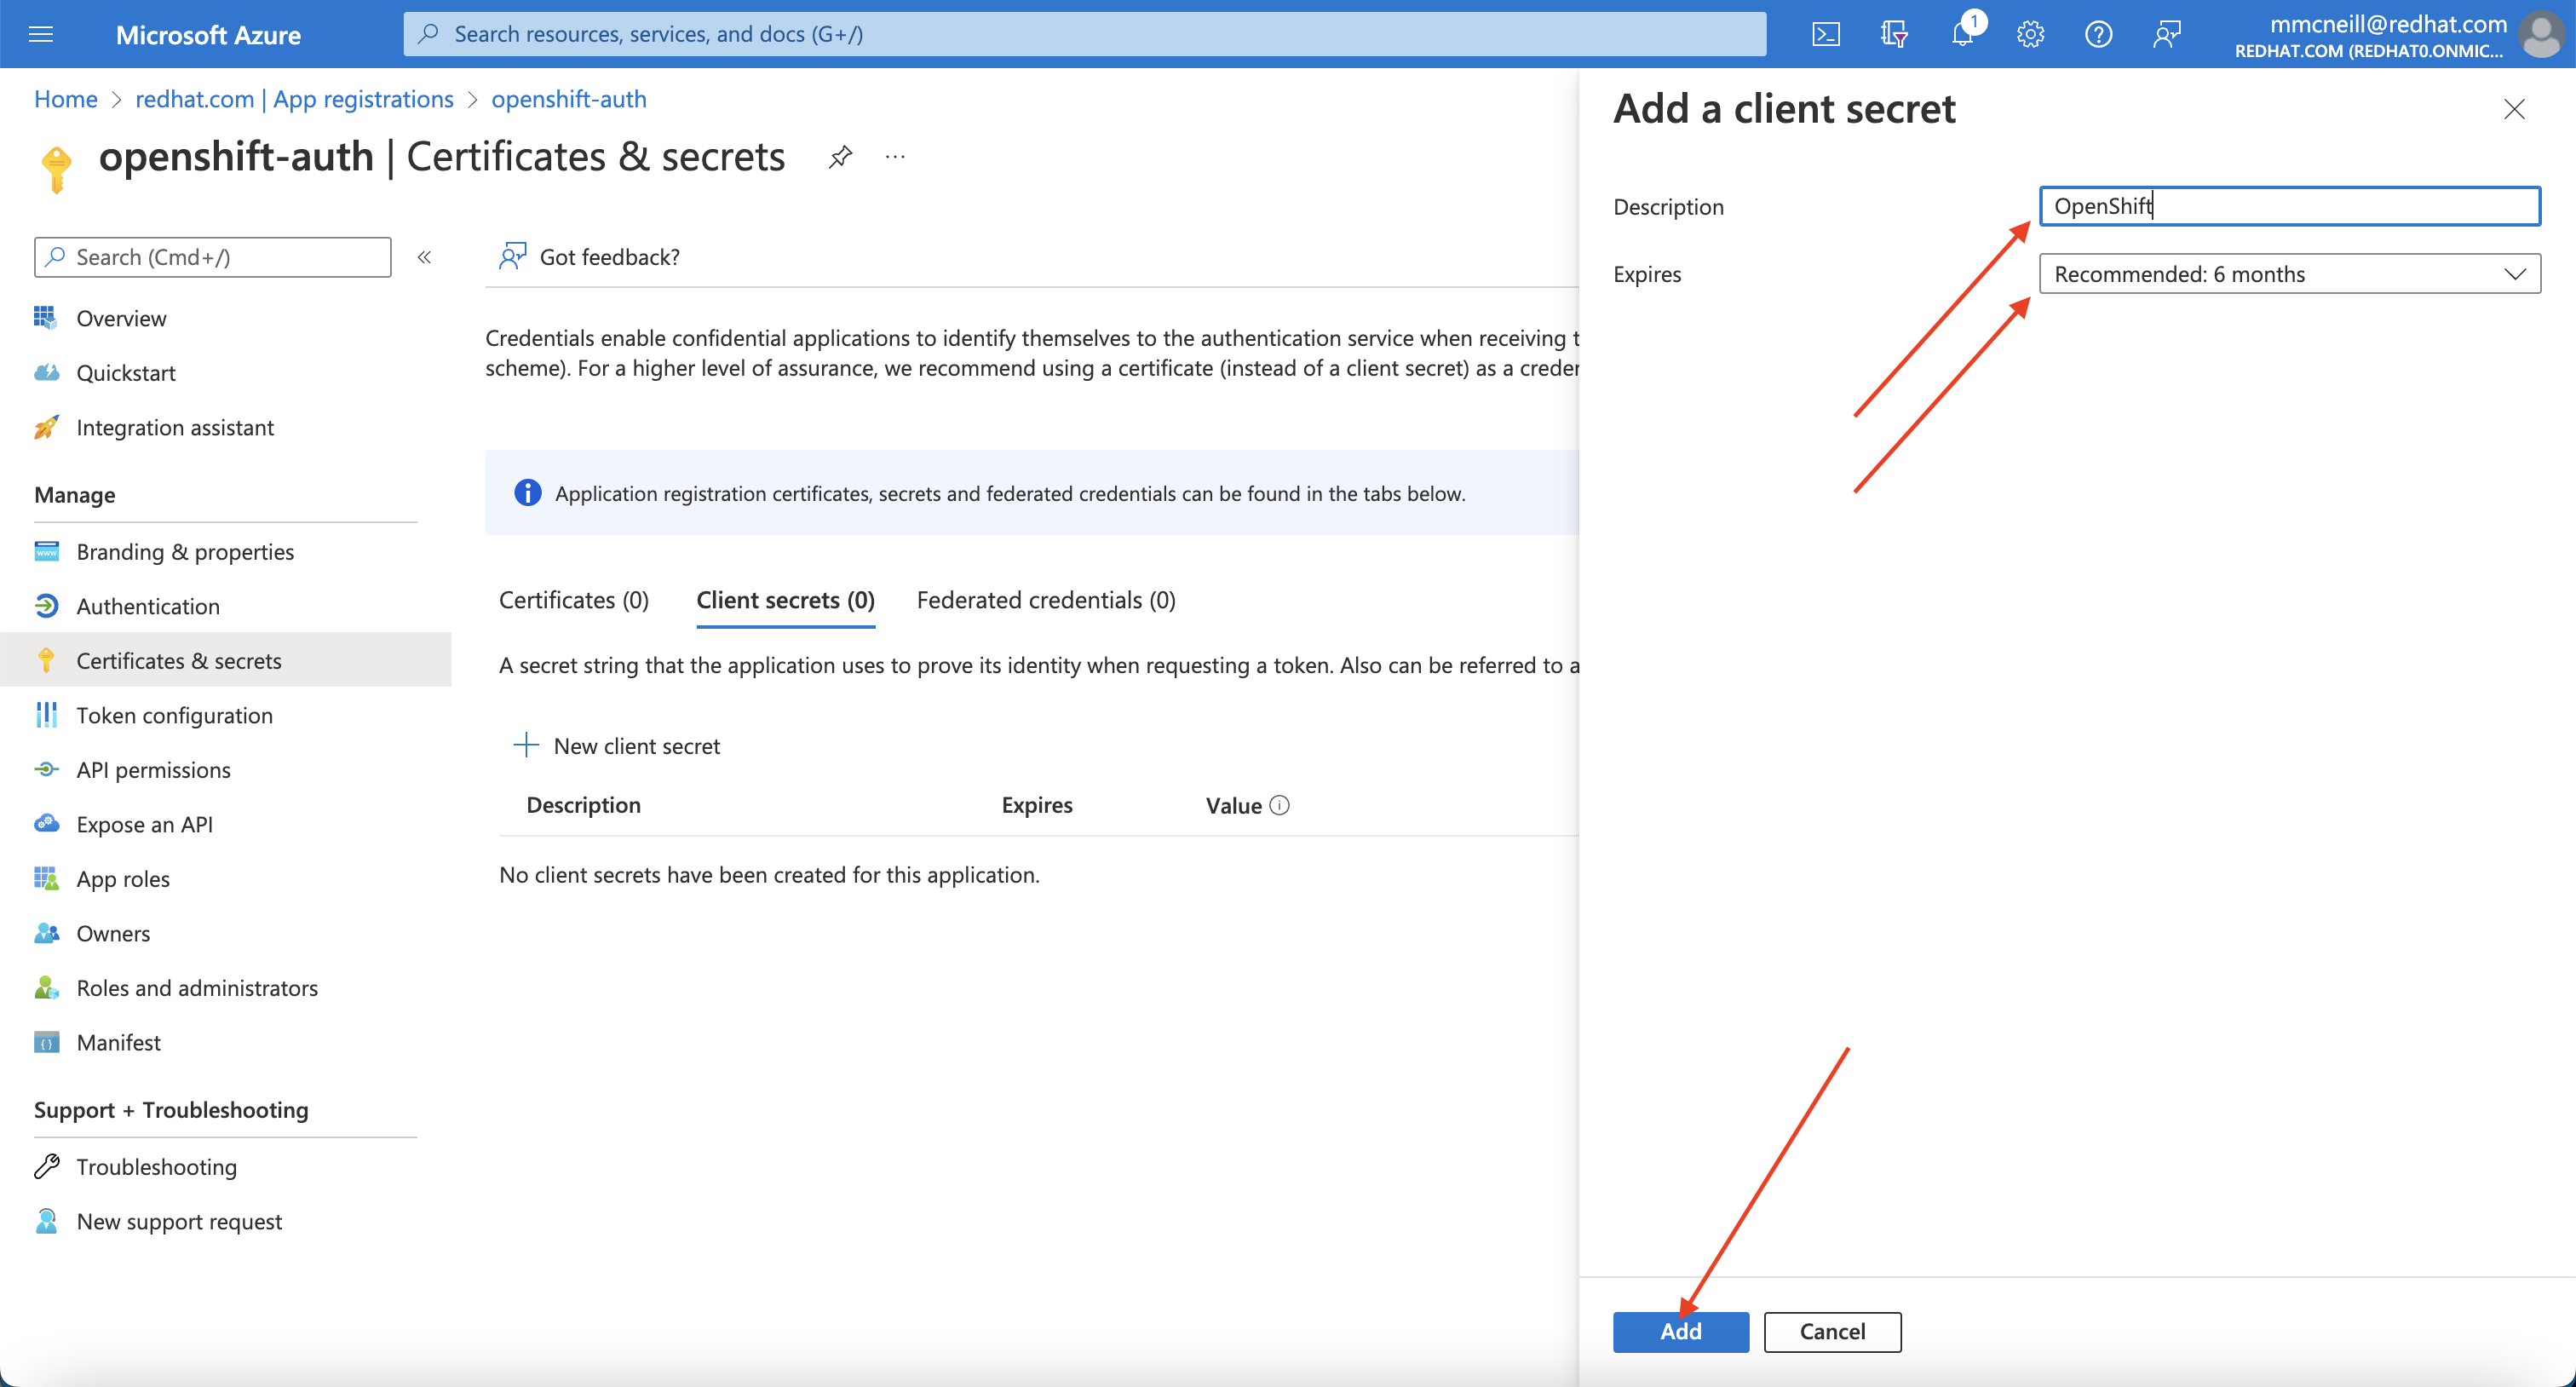 Microsoft Azure
Search resources, services, and docs (G+/)
1
mmcneill@redhat.com
REDHAT.COM (REDHAT0.ONMIC...
Home > redhat.com | App registrations > openshift-auth
openshift-auth | Certificates & secrets
...
Search (Cmd+/)
«
Overview
Quickstart
Integration assistant
Manage
Branding & properties
Authentication
Certificates & secrets
Token configuration
API permissions
Expose an API
App roles
Owners
Roles and administrators
Manifest
Support + Troubleshooting
Troubleshooting
New support request
Got feedback?
Credentials enable confidential applications to identify themselves to the authentication service when receiving t
scheme). For a higher level of assurance, we recommend using a certificate (instead of a client secret) as a creder
Application registration certificates, secrets and federated credentials can be found in the tabs below.
Certificates (0) Client secrets (0) Federated credentials (0)
A secret string that the application uses to prove its identity when requesting a token. Also can be referred to a
New client secret
Description Expires Value
No client secrets have been created for this application.
Add a client secret
Description OpenShift
Expires Recommended: 6 months
Add Cancel